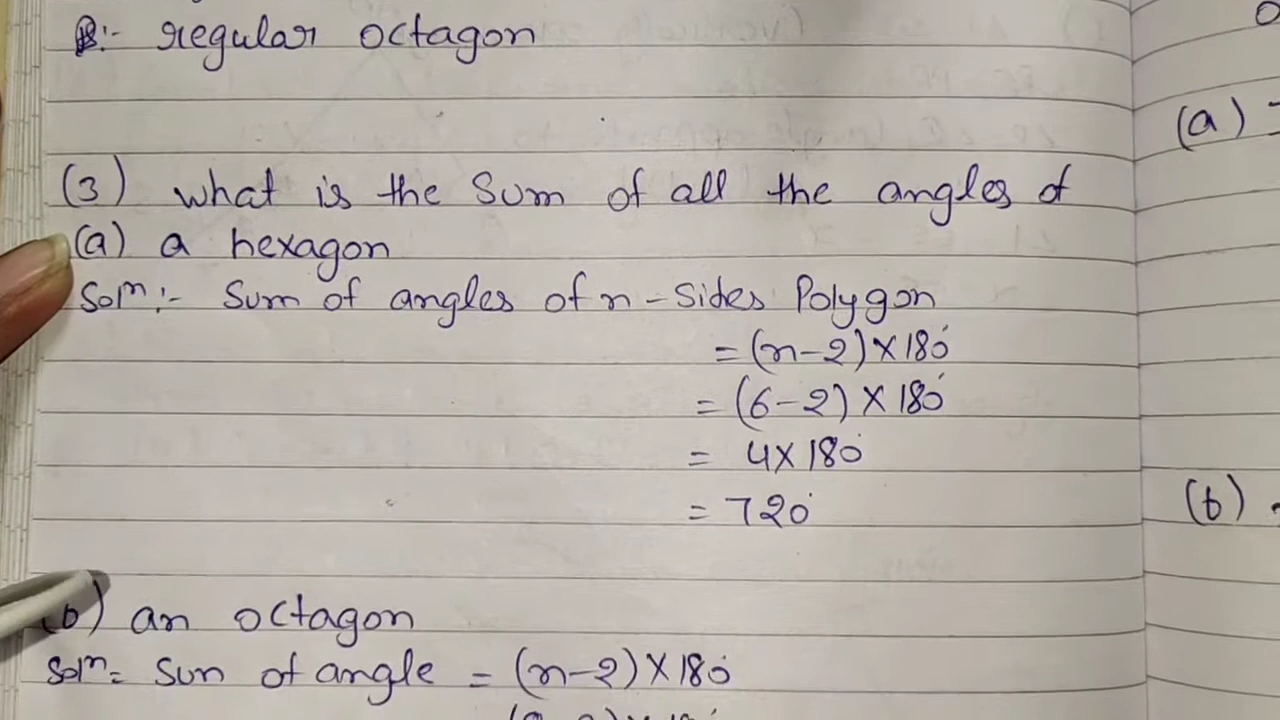 :- regular octagon
(3) what is the Sum of all the angles of
(a) a hexagon
Solⁿ:- Sum of angles of n-sides Polygon
= (n-2)×180°
= (6-2)×180°
= 4×180°
= 720°
(b) an octagon
Solⁿ= Sun of angle = (n-2)×180°
(a)
(b)